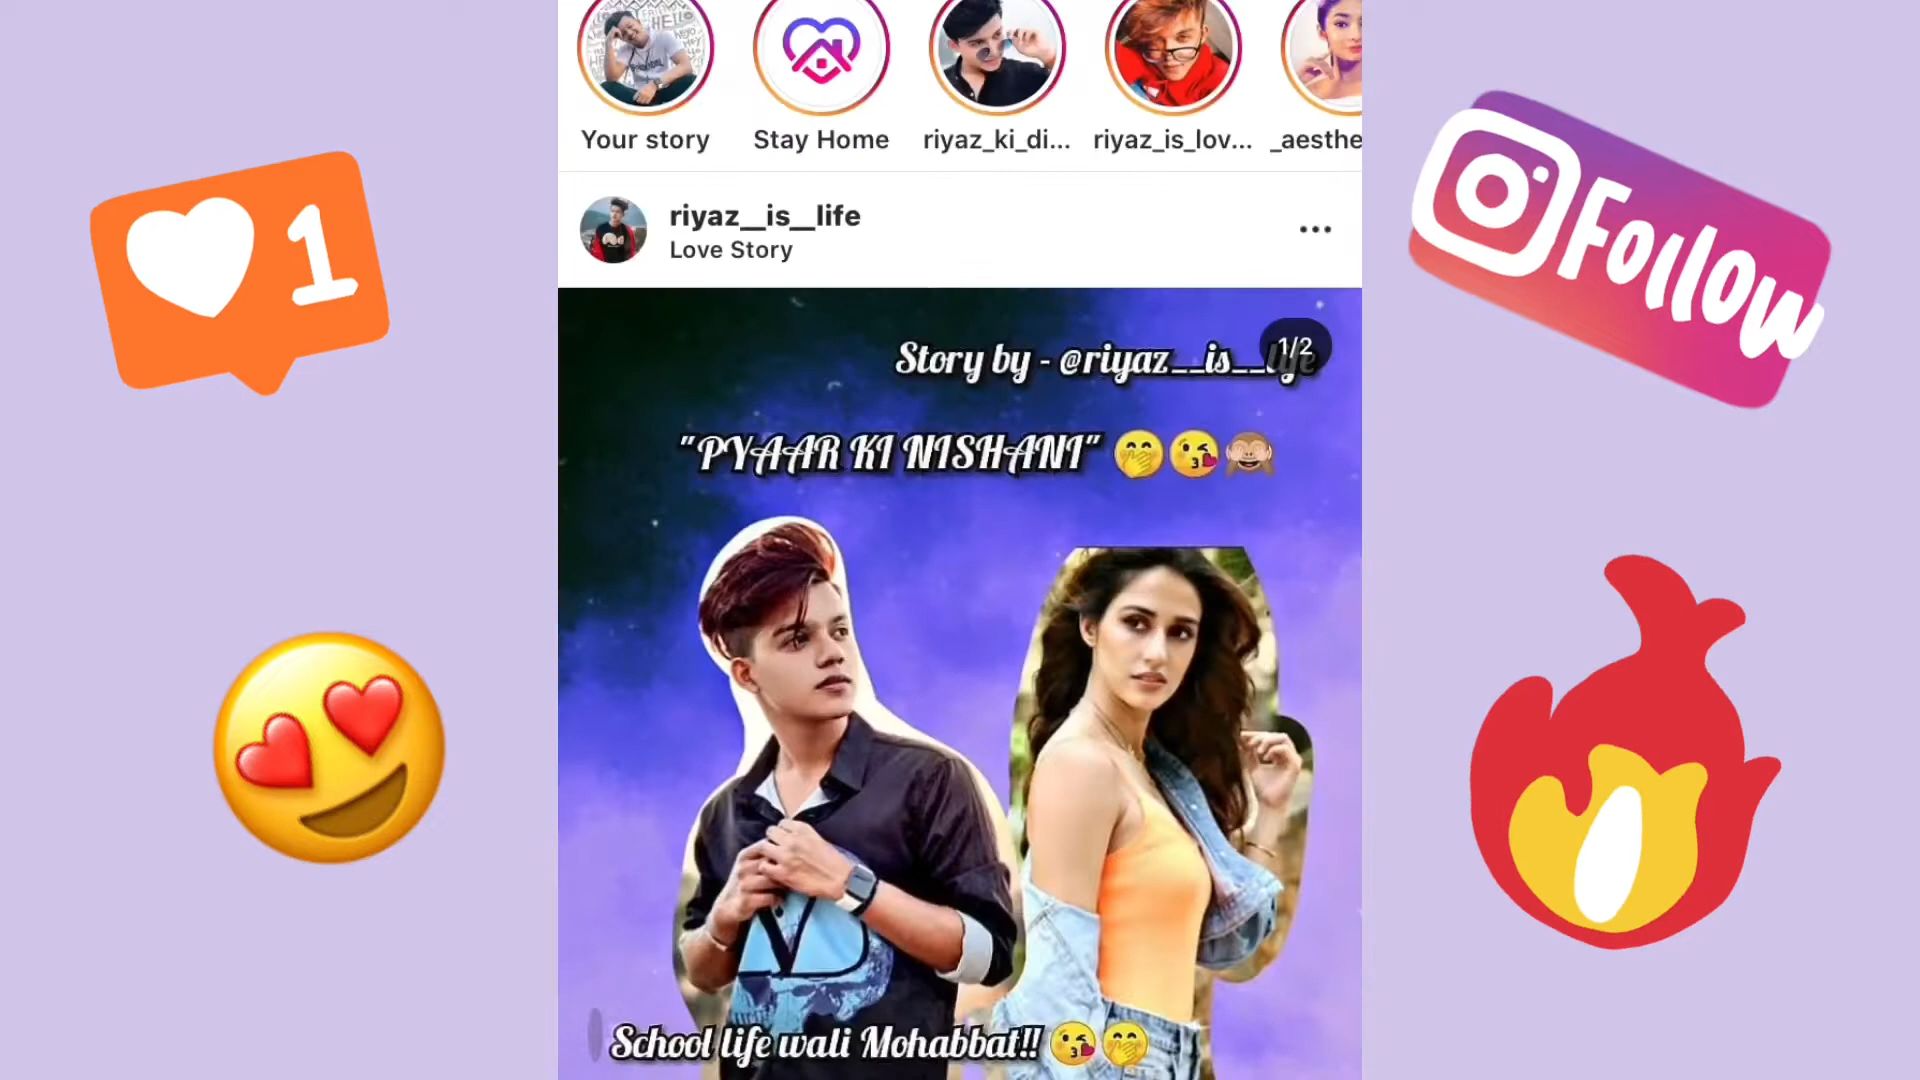 Your story
Stay Home
riyaz_ki_di...
riyaz_is_lov...
_aesthe
riyaz__is__life
Love Story
...
1/2
Story by - @riyaz__is__life
"PYAAR KI NISHANI" 🤭😘🙈
School life wali Mohabbat!! 😘🤭
1
Follow